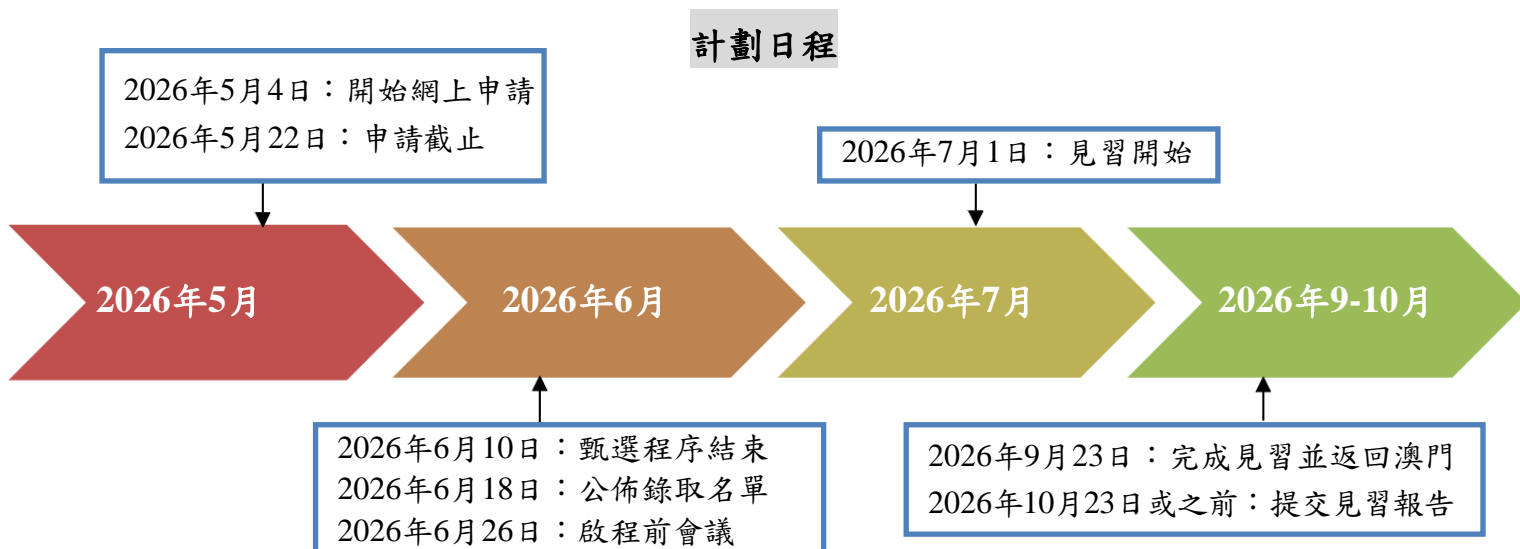 計劃日程
2026年5月4日：開始網上申請
2026年5月22日：申請截止
2026年7月1日：見習開始
2026年5月
2026年6月
2026年7月
2026年9-10月
2026年6月10日：甄選程序結束
2026年6月18日：公佈錄取名單
2026年6月26日：啟程前會議
2026年9月23日：完成見習並返回澳門
2026年10月23日或之前：提交見習報告